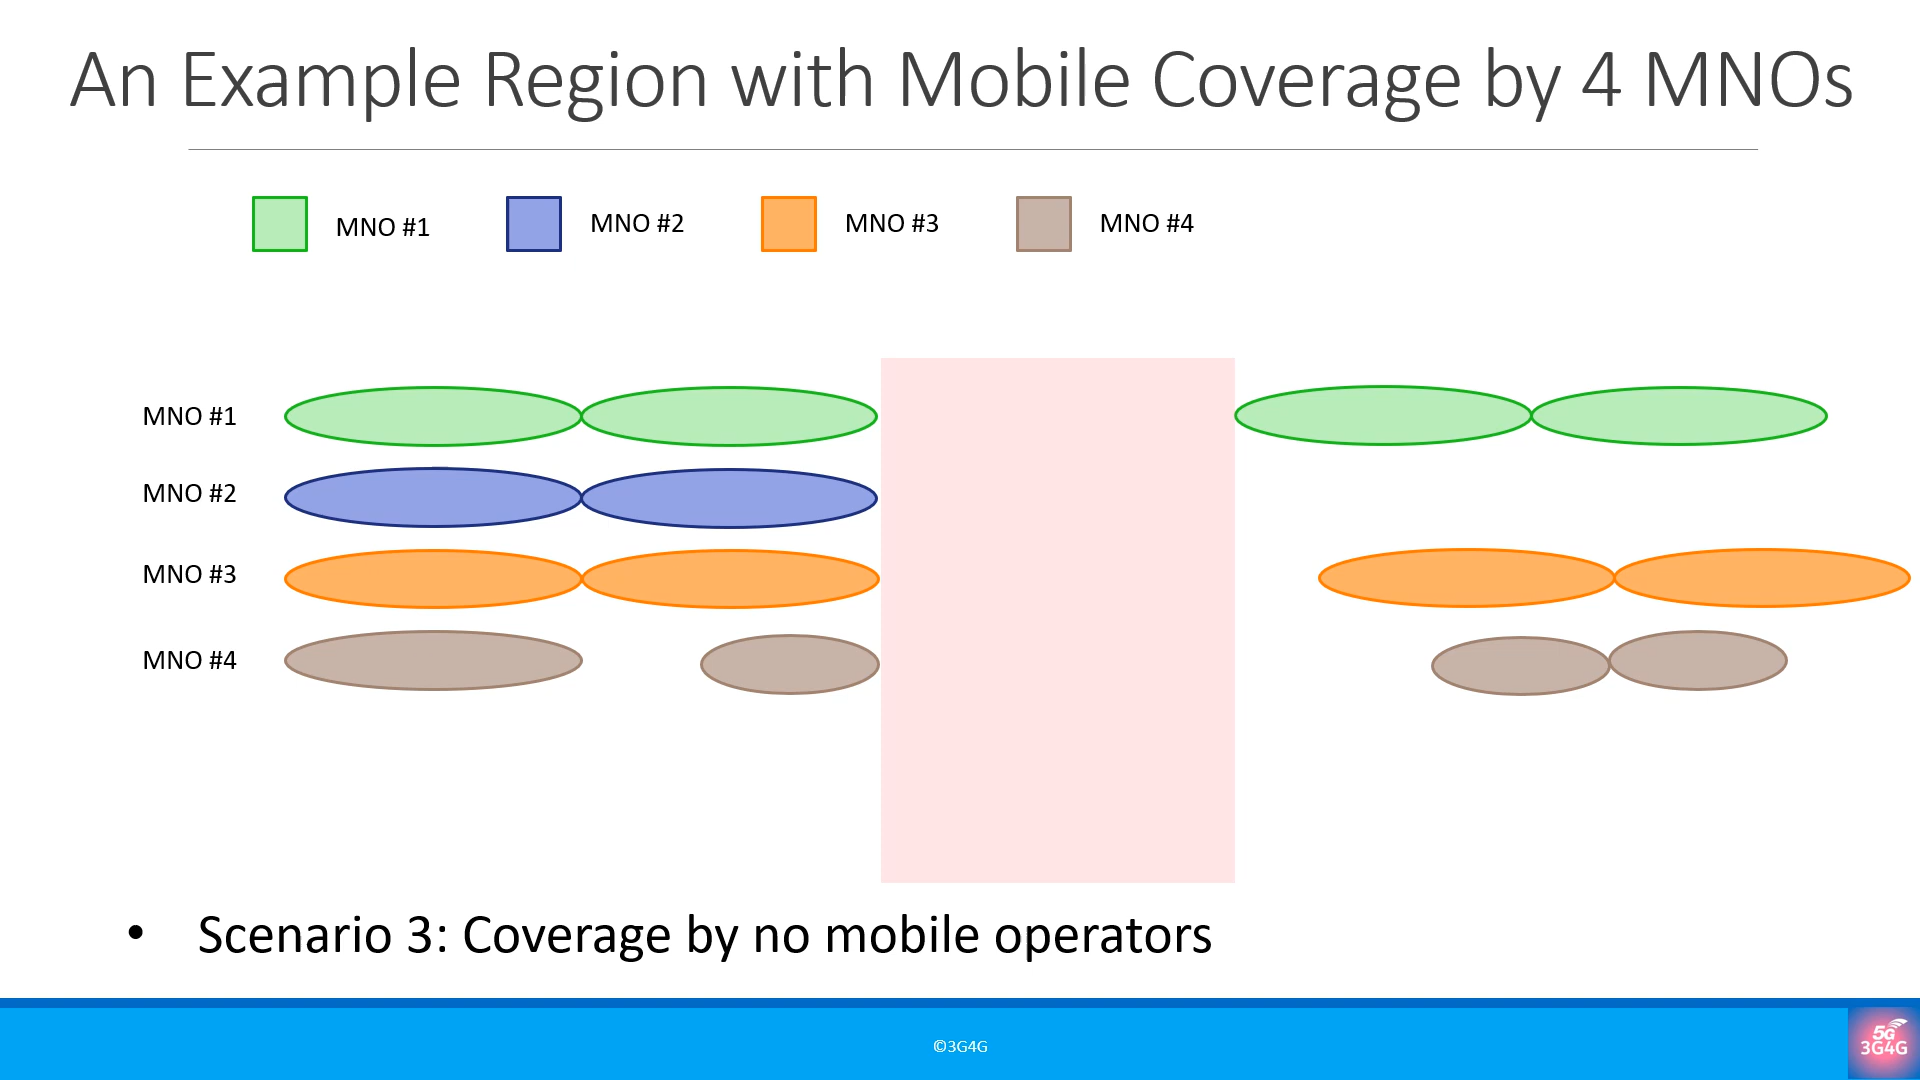 An Example Region with Mobile Coverage by 4 MNOs
MNO #1
MNO #2
MNO #3
MNO #4
MNO #1
MNO #2
MNO #3
MNO #4
• Scenario 3: Coverage by no mobile operators
©3G4G
5G
3G4G